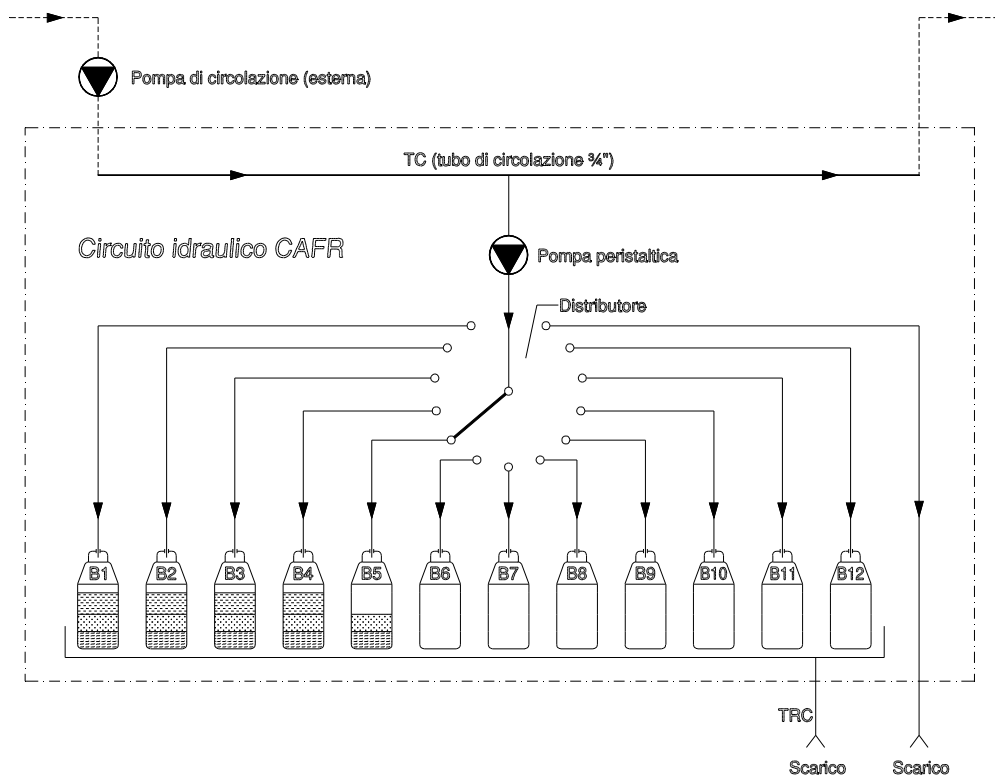 Pompa di circolazione (esterna)
TC (tubo di circolazione ¾")
Circuito idraulico CAFR
Pompa peristaltica
Distributore
B1 B2 B3 B4 B5 B6 B7 B8 B9 B10 B11 B12
TRC
Scarico Scarico